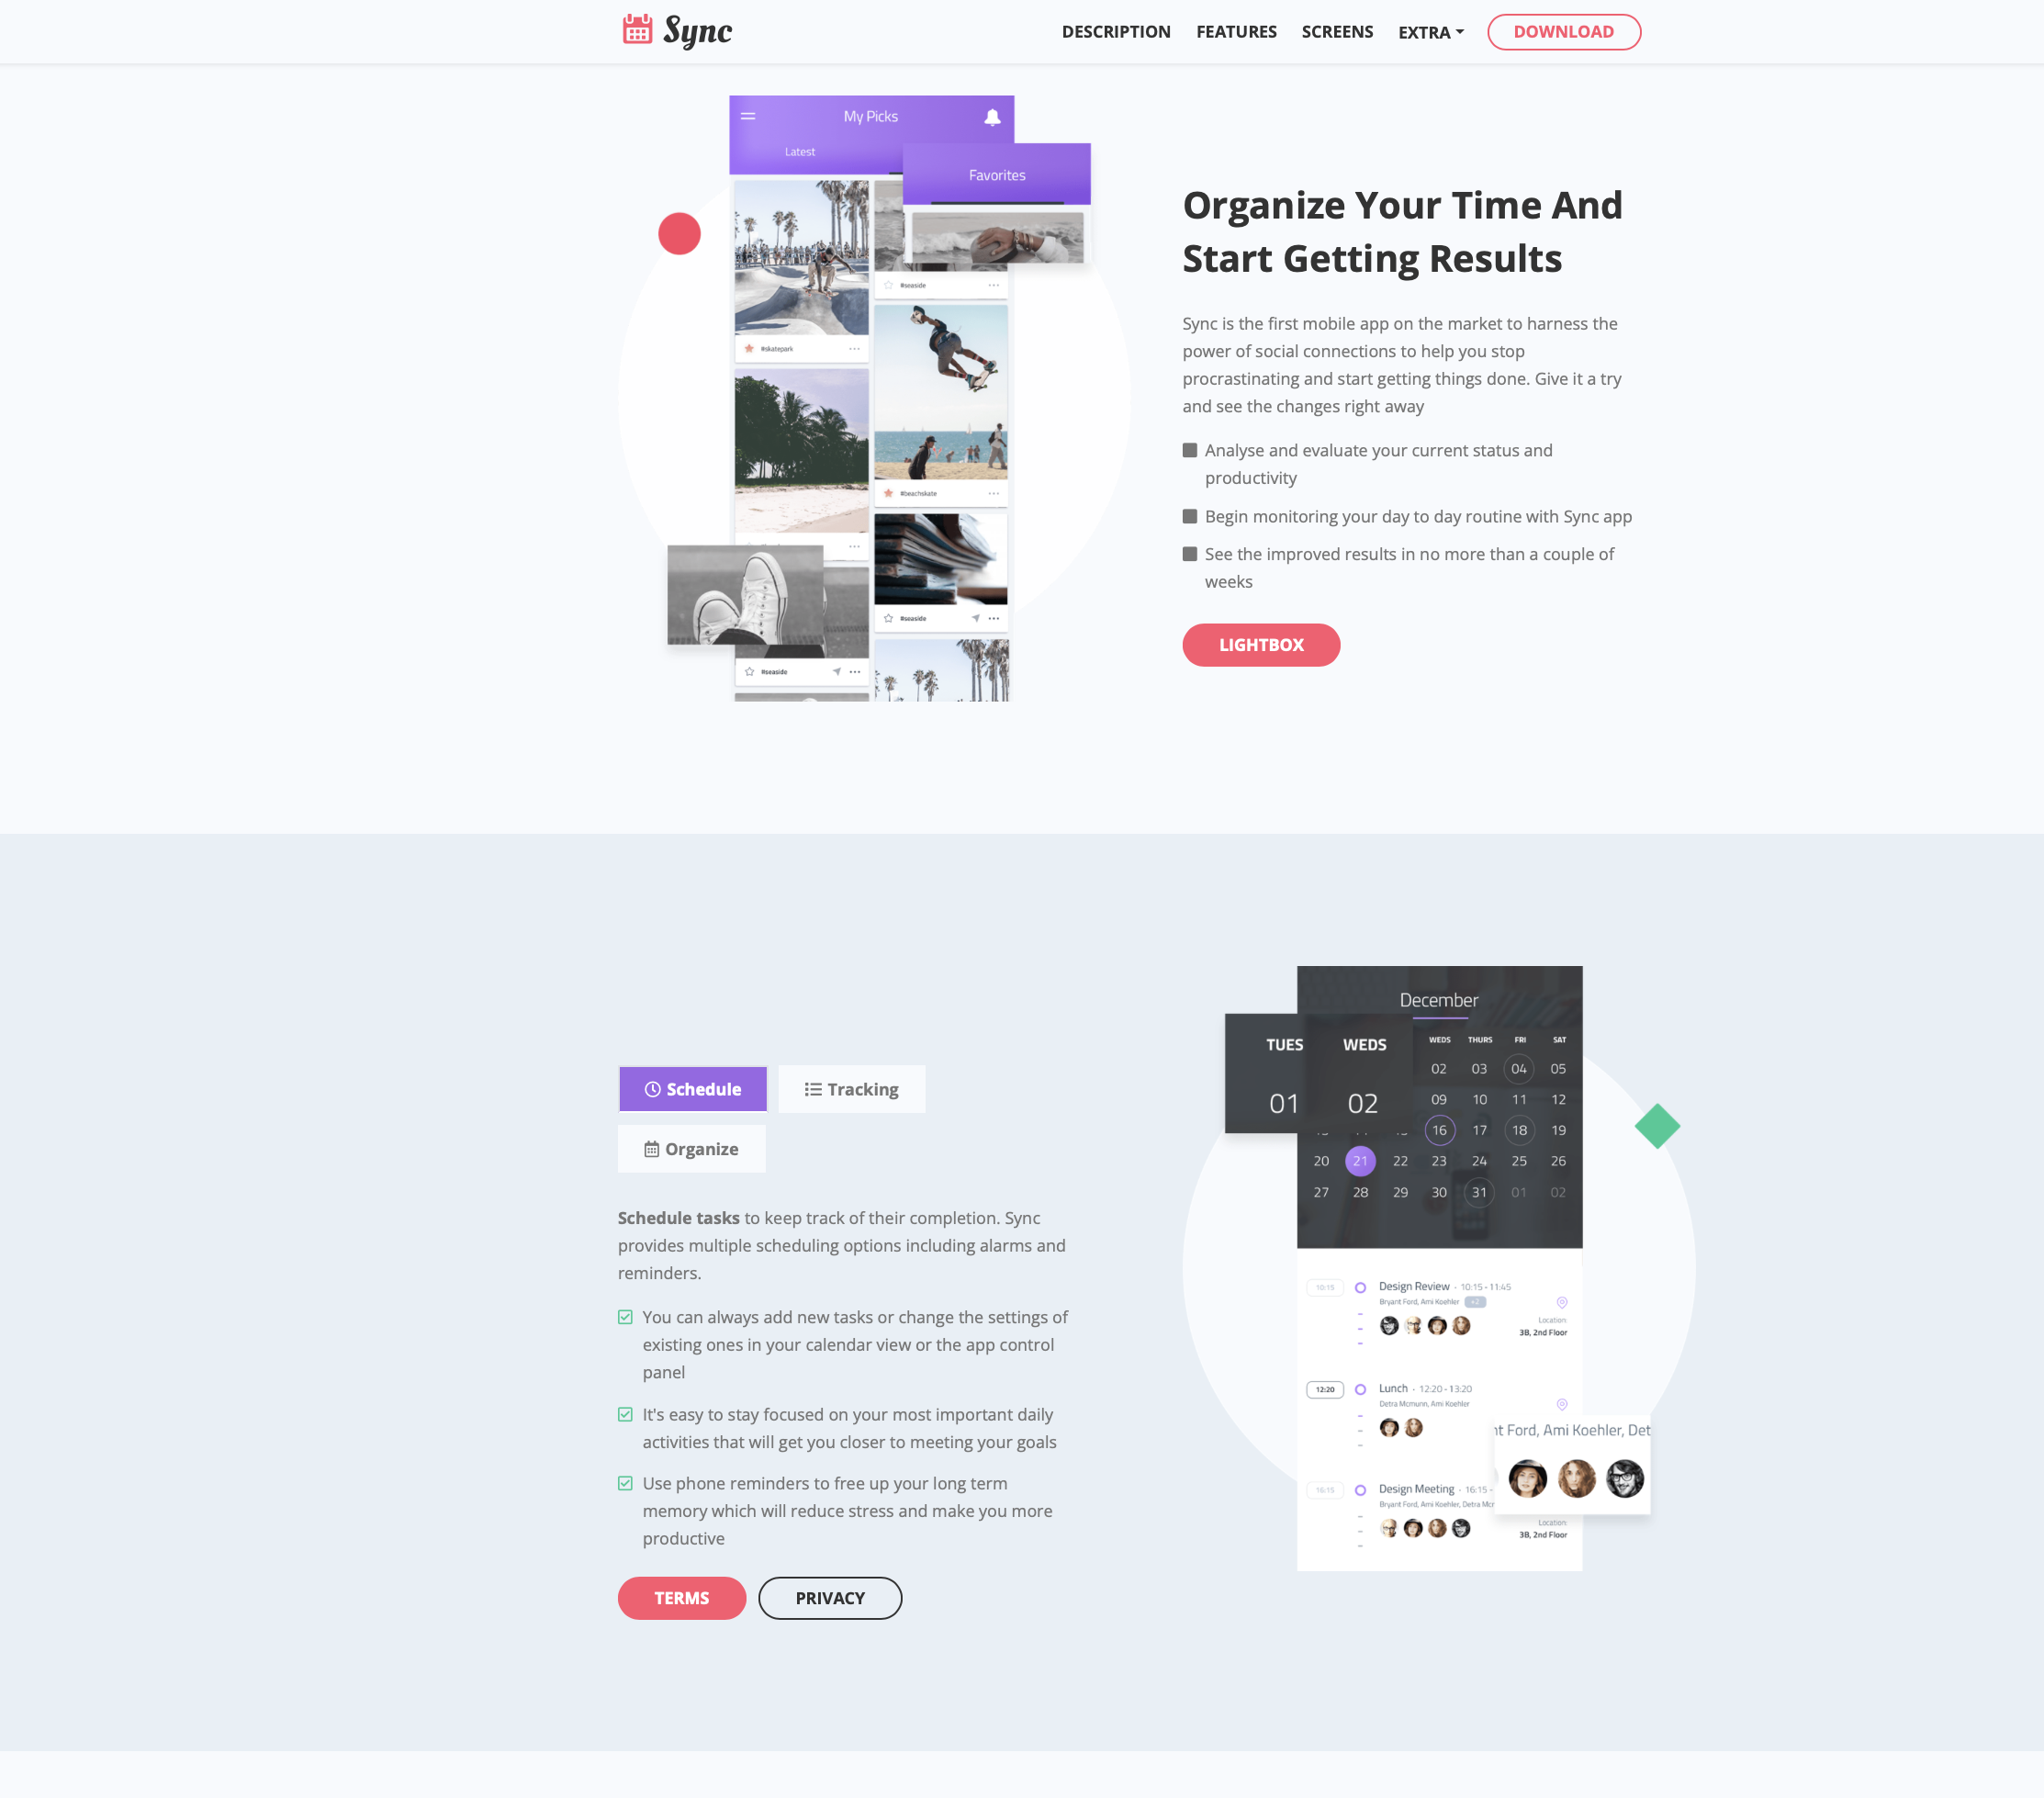 Sync
DESCRIPTION FEATURES SCREENS EXTRA DOWNLOAD
My Picks
Latest
Favorites
#seaside
#skatepark
#beachskate
#seaside
#seaside
Organize Your Time And
Start Getting Results
Sync is the first mobile app on the market to harness the
power of social connections to help you stop
procrastinating and start getting things done. Give it a try
and see the changes right away
Analyse and evaluate your current status and
productivity
Begin monitoring your day to day routine with Sync app
See the improved results in no more than a couple of
weeks
LIGHTBOX
Schedule Tracking
Organize
Schedule tasks to keep track of their completion. Sync
provides multiple scheduling options including alarms and
reminders.
You can always add new tasks or change the settings of
existing ones in your calendar view or the app control
panel
It's easy to stay focused on your most important daily
activities that will get you closer to meeting your goals
Use phone reminders to free up your long term
memory which will reduce stress and make you more
productive
TERMS PRIVACY
December
TUES WEDS
01 02
WEDS THURS FRI SAT
02 03 04 05
09 10 11 12
16 17 18 19
20 21 22 23 24 25 26
27 28 29 30 31 01 02
10:15 Design Review - 10:15 - 11:45
Bryant Ford, Ami Koehler +2
Location:
3B, 2nd Floor
12:20 Lunch - 12:20 - 13:20
Detra Mcmunn, Ami Koehler
Ford, Ami Koehler, Det
16:15 Design Meeting - 16:15 -
Bryant Ford, Ami Koehler, Detra
Location:
3B, 2nd Floor